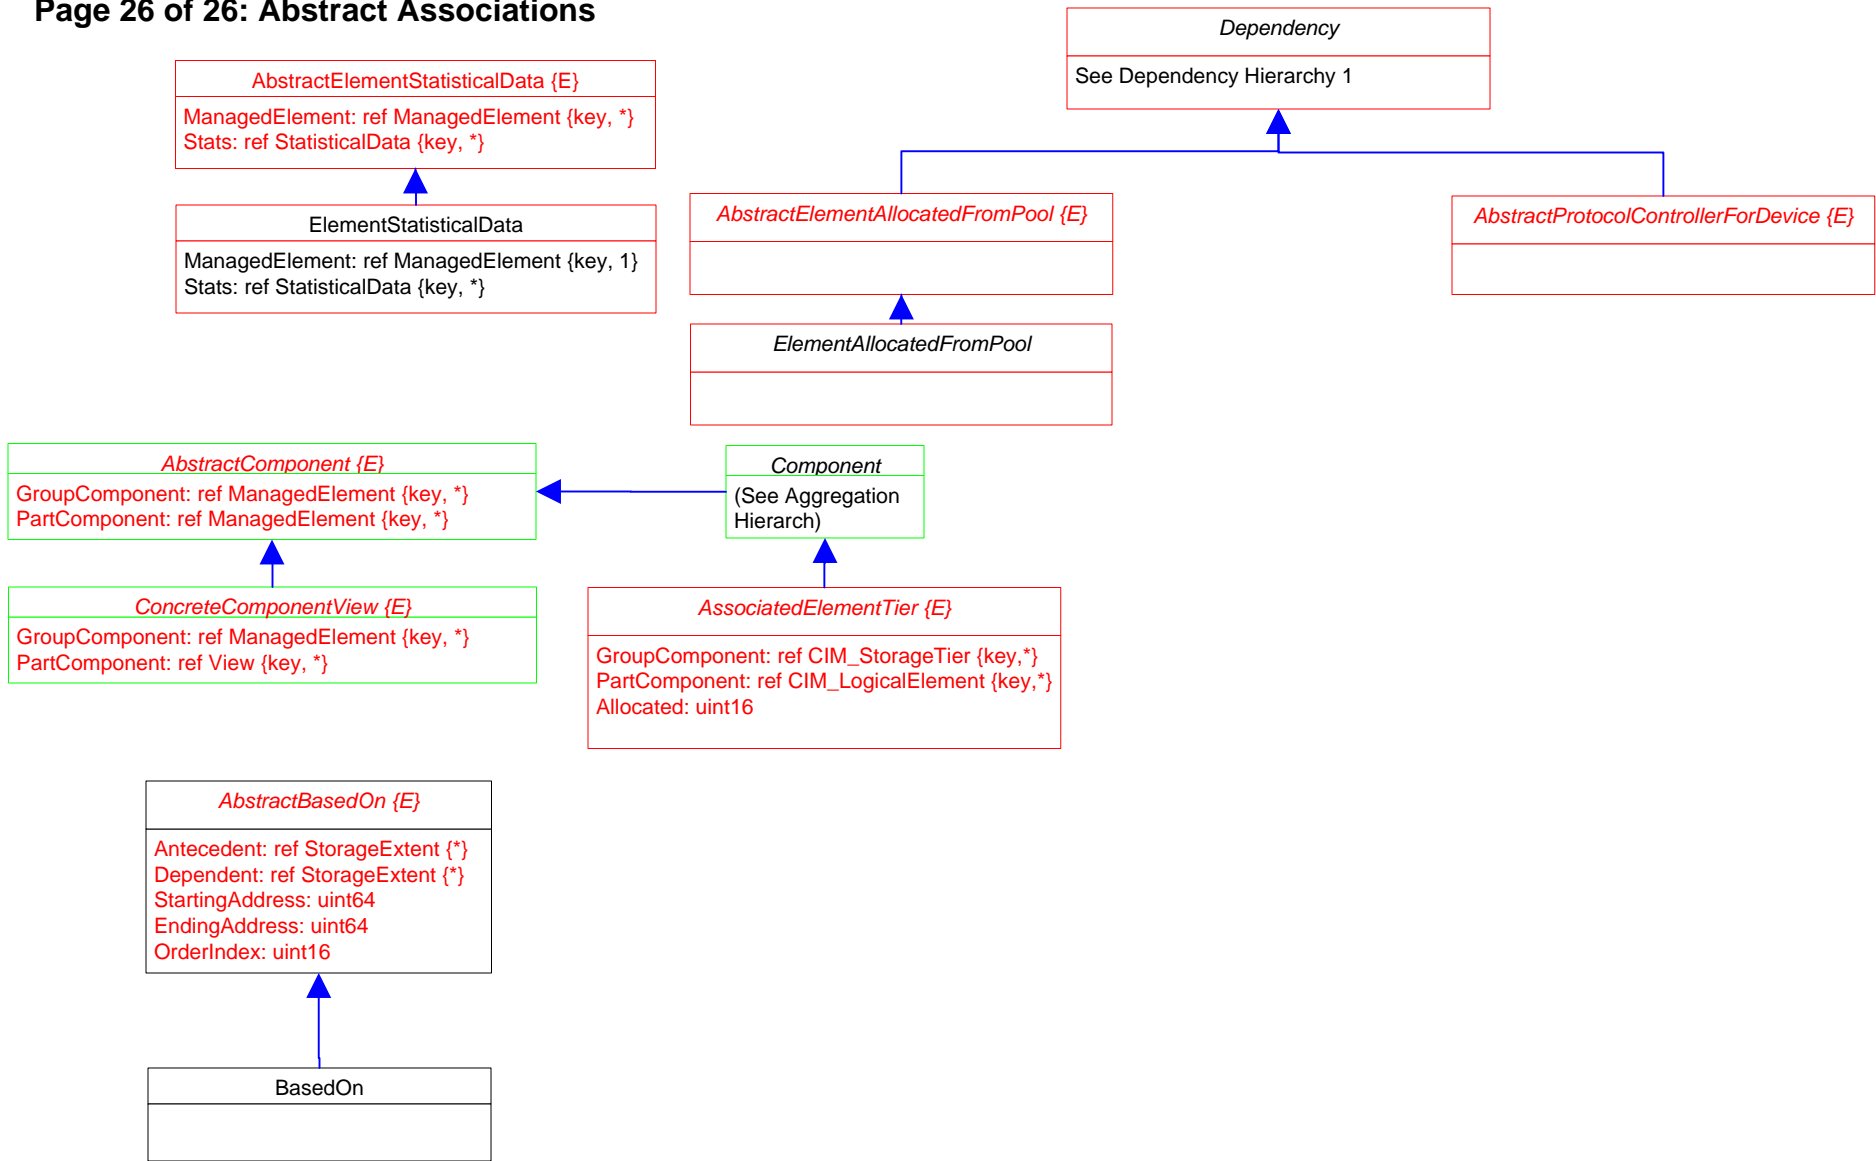 Page 26 of 26: Abstract Associations
Dependency
See Dependency Hierarchy 1
AbstractElementStatisticalData {E}
ManagedElement: ref ManagedElement {key, *}
Stats: ref StatisticalData {key, *}
ElementStatisticalData
ManagedElement: ref ManagedElement {key, 1}
Stats: ref StatisticalData {key, *}
AbstractElementAllocatedFromPool {E}
AbstractProtocolControllerForDevice {E}
ElementAllocatedFromPool
AbstractComponent {E}
GroupComponent: ref ManagedElement {key, *}
PartComponent: ref ManagedElement {key, *}
Component
(See Aggregation
Hierarch)
ConcreteComponentView {E}
GroupComponent: ref ManagedElement {key, *}
PartComponent: ref View {key, *}
AssociatedElementTier {E}
GroupComponent: ref CIM_StorageTier {key,*}
PartComponent: ref CIM_LogicalElement {key,*}
Allocated: uint16
AbstractBasedOn {E}
Antecedent: ref StorageExtent {*}
Dependent: ref StorageExtent {*}
StartingAddress: uint64
EndingAddress: uint64
OrderIndex: uint16
BasedOn